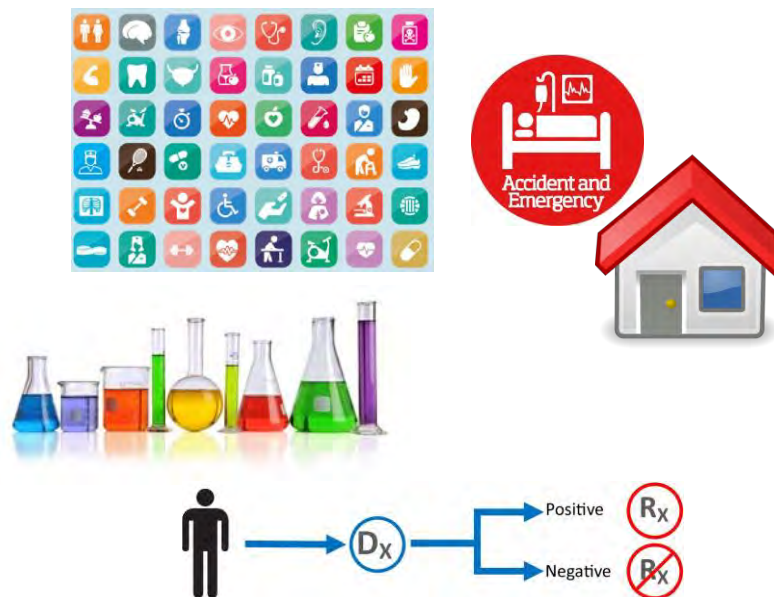 Accident and
Emergency
Dx
Positive
Rx
Negative
Rx